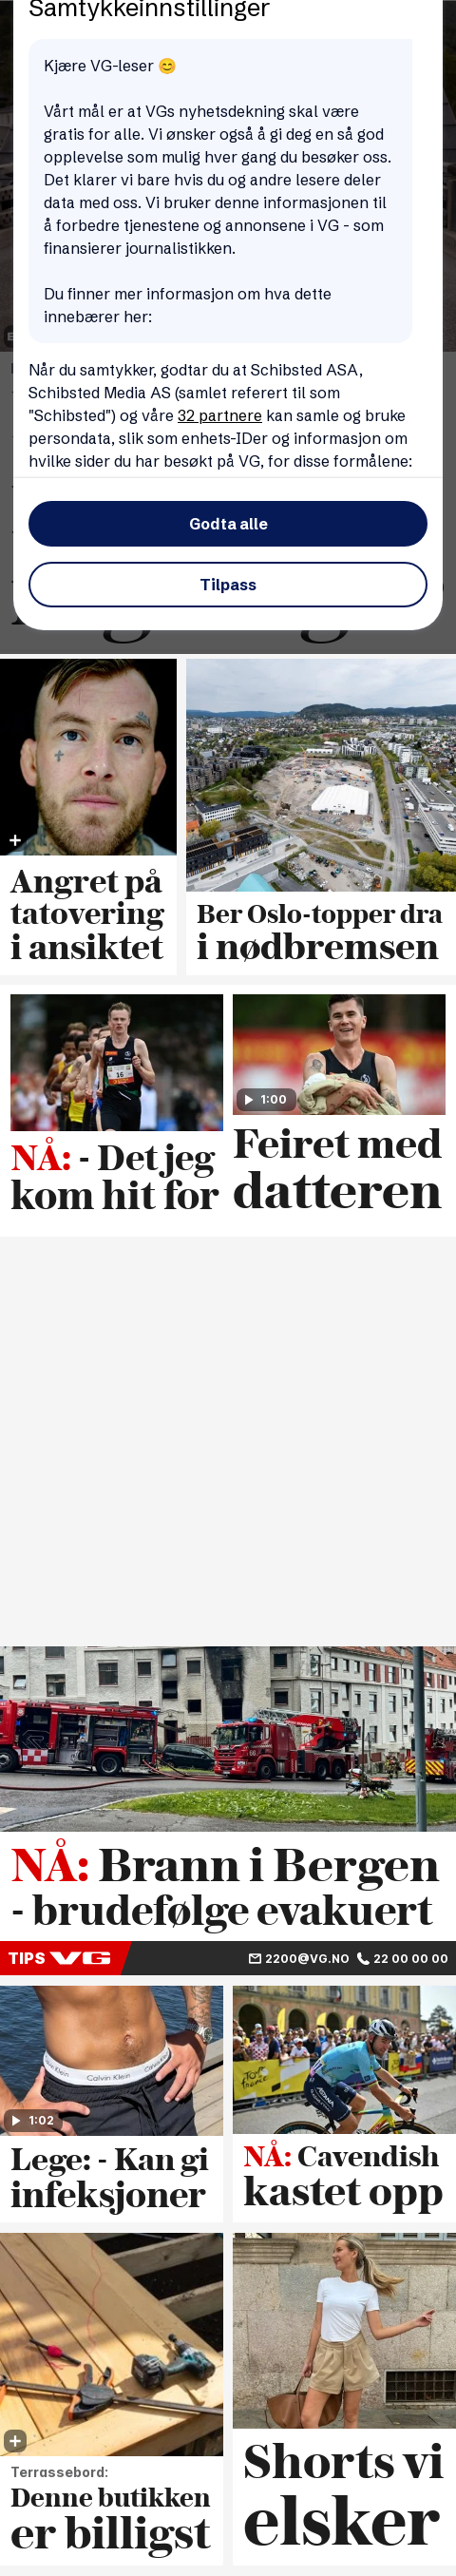 Samtykkeinnstillinger
Kjære VG-leser 😊
Vårt mål er at VGs nyhetsdekning skal være
gratis for alle. Vi ønsker også å gi deg en så god
opplevelse som mulig hver gang du besøker oss.
Det klarer vi bare hvis du og andre lesere deler
data med oss. Vi bruker denne informasjonen til
å forbedre tjenestene og annonsene i VG - som
finansierer journalistikken.
Du finner mer informasjon om hva dette
innebærer her:
Når du samtykker, godtar du at Schibsted ASA,
Schibsted Media AS (samlet referert til som
"Schibsted") og våre 32 partnere kan samle og bruke
persondata, slik som enhets-IDer og informasjon om
hvilke sider du har besøkt på VG, for disse formålene:
Godta alle
Tilpass
Angret på
tatovering
i ansiktet
Ber Oslo-topper dra
i nødbremsen
16
NÅ: - Det jeg
kom hit for
1:00
Feiret med
datteren
NÅ: Brann i Bergen
- brudefølge evakuert
TIPS VG
2200@VG.NO
22 00 00 00
Calvin Klein
1:02
Lege: - Kan gi
infeksjoner
NÅ: Cavendish
kastet opp
Terrassebord:
Denne butikken
er billigst
Shorts vi
elsker